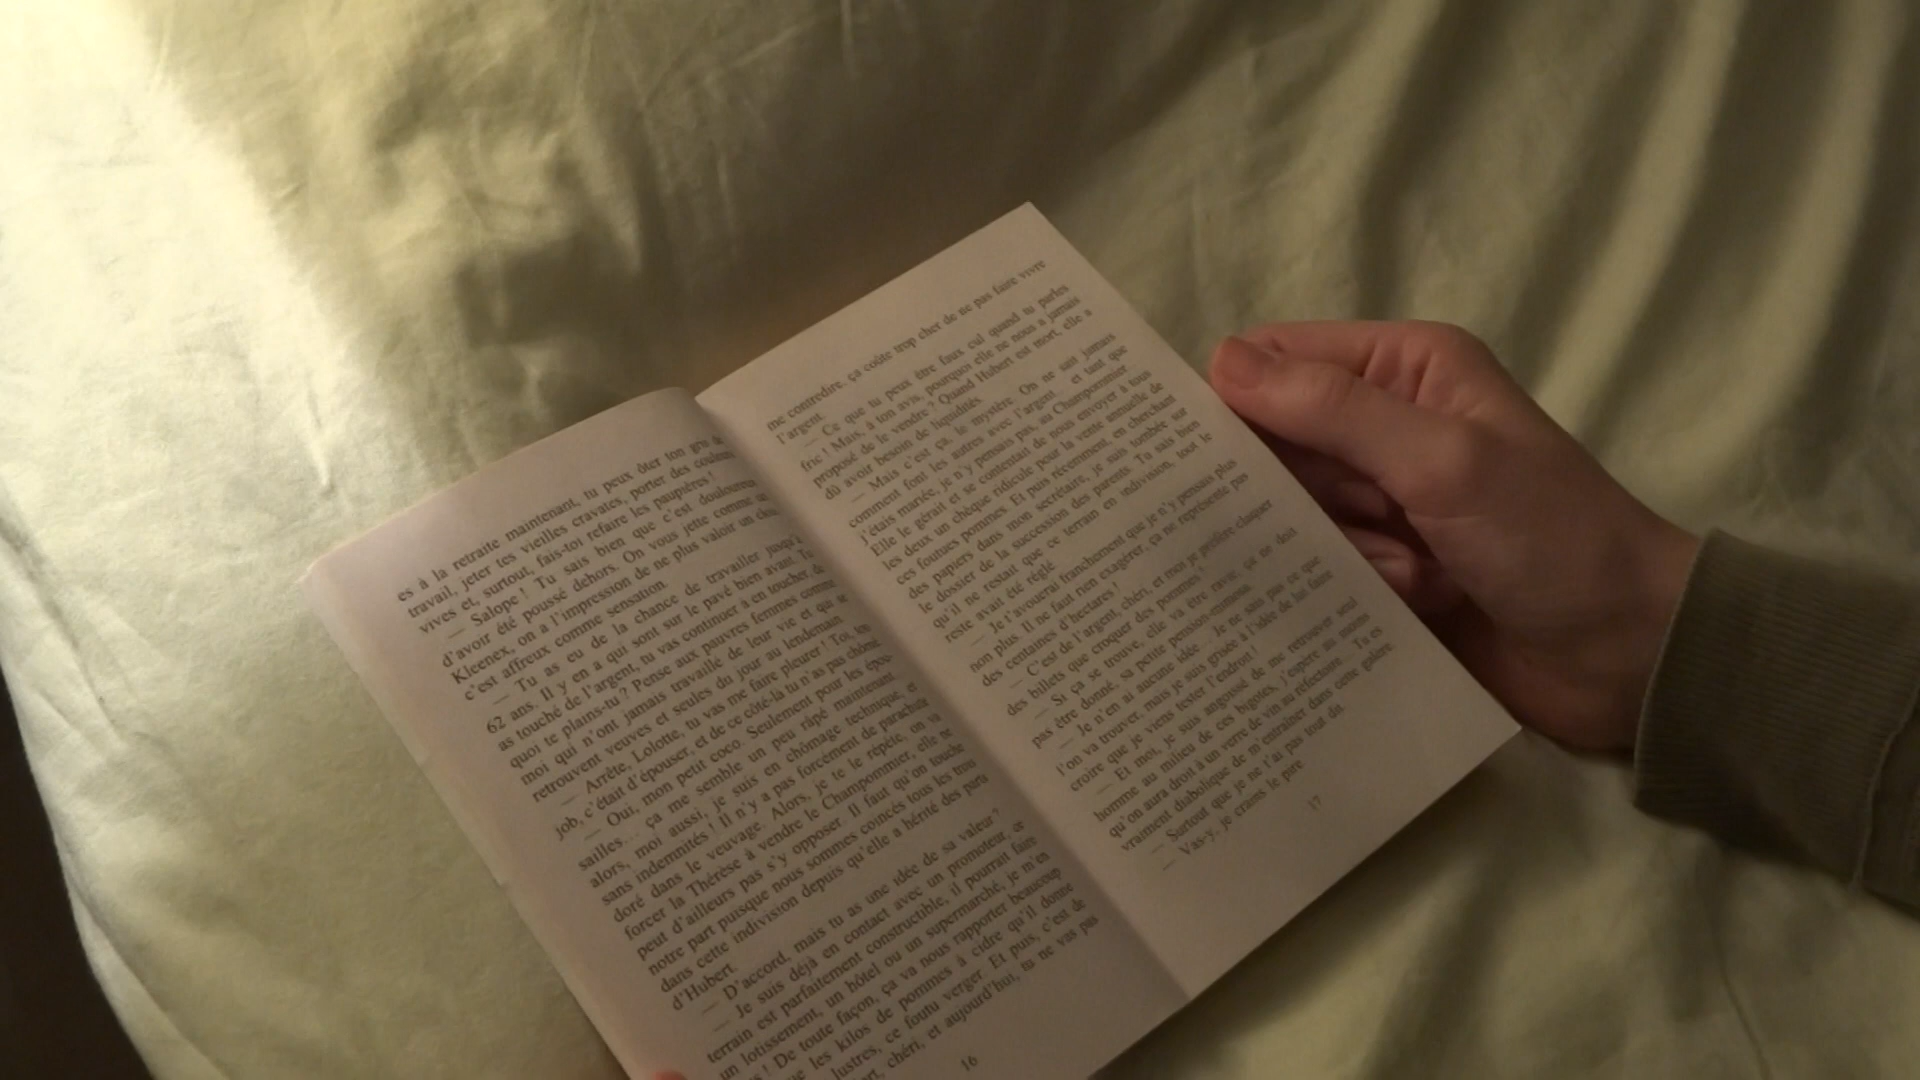 es à la retraite maintenant, tu peux ôter ton gros de
travail, jeter tes vieilles cravates, porter des couleurs
vives et, surtout, fais-toi refaire les paupières !
— Salope ! Tu sais bien que c'est douloureux
d'avoir été poussé dehors. On vous jette comme un
Kleenex, on a l'impression de ne plus valoir un clou,
c'est affreux comme sensation.
— Tu as eu de la chance de travailler jusqu'à
62 ans. Il y en a qui sont sur le pavé bien avant. Tu
as touché de l'argent, tu vas continuer à en toucher, de
quoi te plains-tu ? Pense aux pauvres femmes comme
moi qui n'ont jamais travaillé de leur vie et qui se
retrouvent veuves et seules du jour au lendemain.
— Arrête, Lolotte, tu vas me faire pleurer ! Toi, ton
job, c'était d'épouser, et de ce côté-là tu n'as pas chômé.
— Oui, mon petit coco. Seulement pour les épou-
sailles... ça me semble un peu râpé maintenant
alors, moi aussi, je suis en chômage technique, et
sans indemnités ! Il n'y a pas forcément de parachute
doré dans le veuvage. Alors, je te le répète, on va
forcer la Thérèse à vendre le Champommier, elle ne
peut d'ailleurs pas s'y opposer. Il faut qu'on touche
notre part puisque nous sommes coincés tous les trois
dans cette indivision depuis qu'elle a hérité des parts
d'Hubert.
— D'accord, mais tu as une idée de sa valeur ?
— Je suis déjà en contact avec un promoteur, ce
terrain est parfaitement constructible, il pourrait faire
un lotissement, un hôtel ou un supermarché, je m'en
! De toute façon, ça va nous rapporter beaucoup
que les kilos de pommes à cidre qu'il donne
lustres, ce foutu verger. Et puis, c'est de
chéri, et aujourd'hui, tu ne vas pas
16
me contredire, ça coûte trop cher de ne pas faire vivre
l'argent.
— Ce que tu peux être faux cul quand tu parles
fric ! Mais, à ton avis, pourquoi elle ne nous a jamais
proposé de le vendre ? Quand Hubert est mort, elle a
dû avoir besoin de liquidités.
— Mais c'est ça, le mystère. On ne sait jamais
comment font les autres avec l'argent et tant que
j'étais mariée, je n'y pensais pas, au Champommier
Elle le gérait et se contentait de nous envoyer à tous
les deux un chèque ridicule pour la vente annuelle de
ces foutues pommes. Et puis récemment, en cherchant
des papiers dans mon secrétaire, je suis tombée sur
le dossier de la succession des parents. Tu sais bien
qu'il ne restait que ce terrain en indivision, tout le
reste avait été réglé
— Je t'avouerai franchement que je n'y pensais plus
non plus. Il ne faut rien exagérer, ça ne représente pas
des centaines d'hectares !
— C'est de l'argent, chéri, et moi je préfère claquer
des billets que croquer des pommes !
— Si ça se trouve, elle va être ravie, ça ne doit
pas être donné, sa petite pension-minus.
— Je n'en ai aucune idée... Je ne sais pas ce que
l'on va trouver, mais je suis grisée à l'idée de lui faire
croire que je viens tester l'endroit !
— Et moi, je suis angoissé de me retrouver seul
homme au milieu de ces bigotes, j'espère au moins
qu'on aura droit à un verre de vin au réfectoire... Tu es
vraiment diabolique de m'entraîner dans cette galère.
— Surtout que je ne t'ai pas tout dit.
— Vas-y, je crains le pire
17